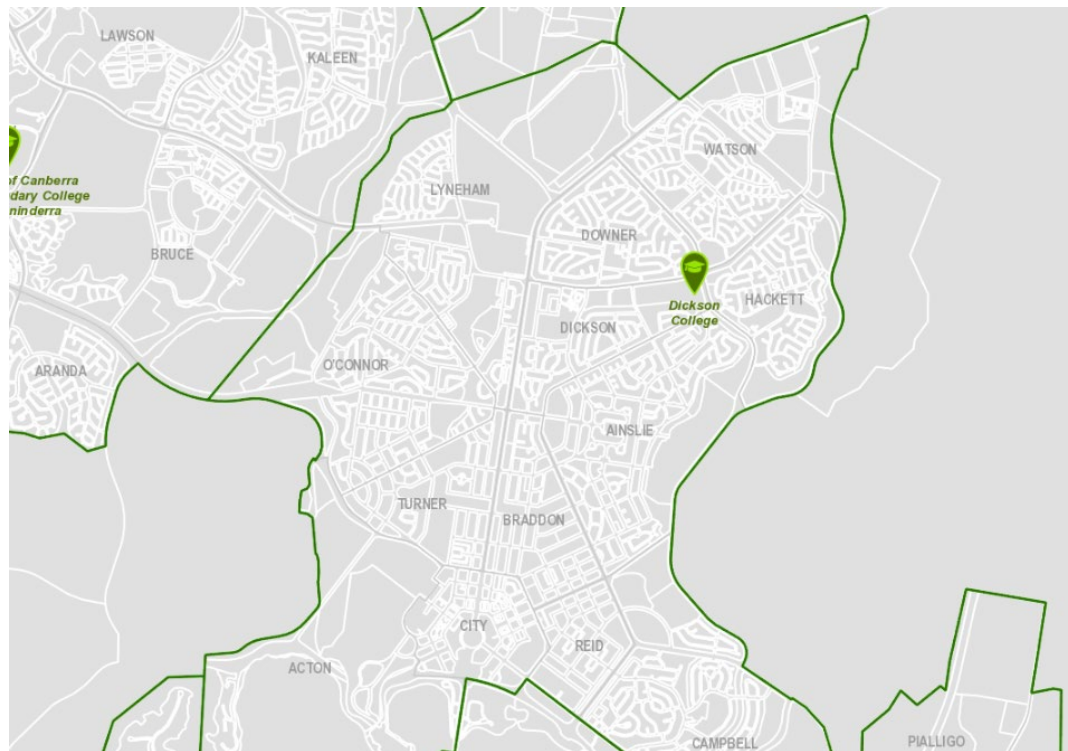 LAWSON
KALEEN
WATSON
of Canberra
dary College
ninderra
LYNEHAM
DOWNER
BRUCE
HACKETT
Dickson
College
DICKSON
O'CONNOR
ARANDA
AINSLIE
TURNER
BRADDON
CITY
REID
ACTON
CAMPBELL
PIALLIGO